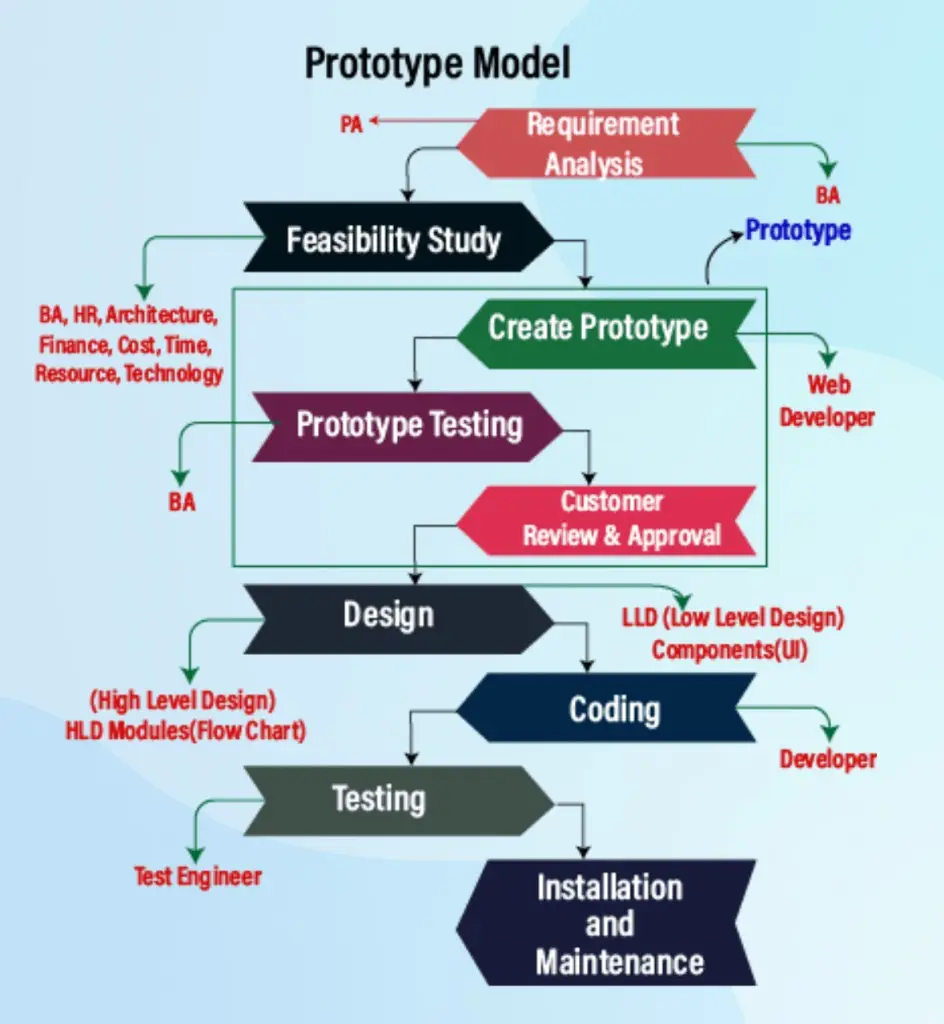 Prototype Model
PA
Requirement
Analysis
BA
Prototype
Feasibility Study
BA, HR, Architecture,
Finance, Cost, Time,
Resource, Technology
Create Prototype
Web
Developer
Prototype Testing
BA
Customer
Review & Approval
Design
LLD (Low Level Design)
Components(UI)
(High Level Design)
HLD Modules(Flow Chart)
Coding
Developer
Testing
Test Engineer
Installation
and
Maintenance